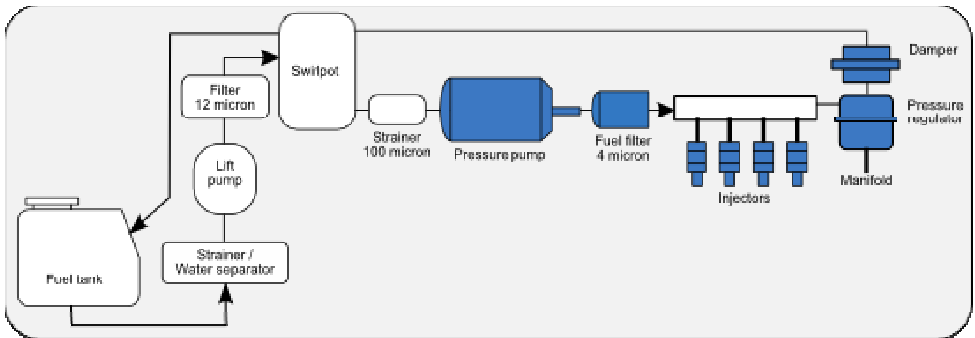 Damper
Swirlpot
Filter
12 micron
Pressure
regulator
Strainer
100 micron
Pressure pump
Fuel filter
4 micron
Lift
pump
Manifold
Injectors
Strainer /
Water separator
Fuel tank